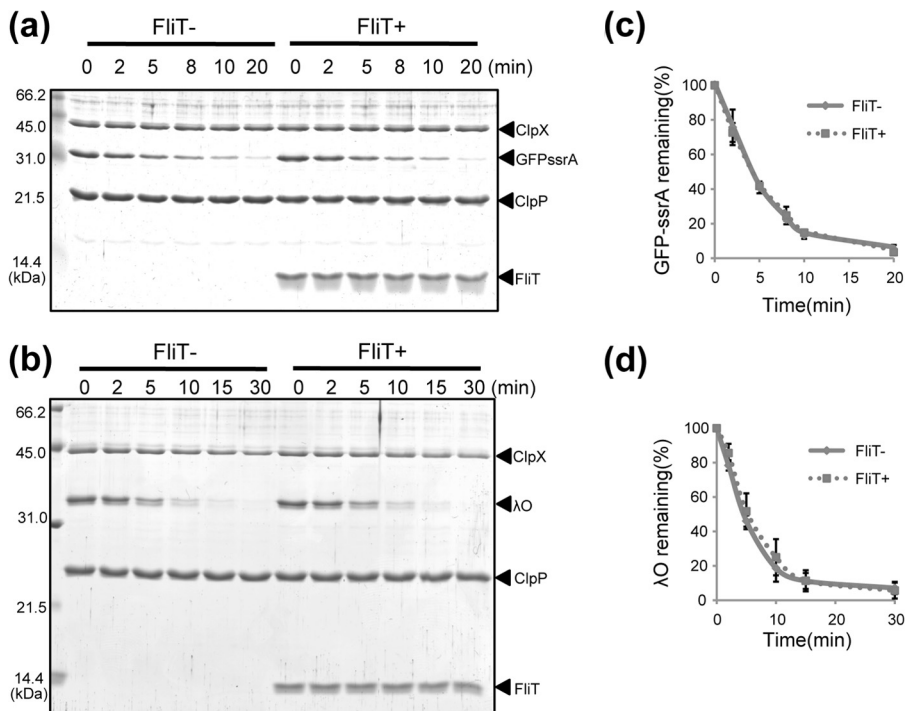 (a)
FliT-
FliT+
0 2 5 8 10 20 0 2 5 8 10 20 (min)
66.2
45.0
31.0
21.5
14.4
(kDa)
ClpX
GFPssrA
ClpP
FliT
(c)
GFP-ssrA remaining(%)
100
80
60
40
20
0
0 5 10 15 20
Time(min)
FliT-
FliT+
(b)
FliT-
FliT+
0 2 5 10 15 30 0 2 5 10 15 30 (min)
66.2
45.0
31.0
21.5
14.4
(kDa)
ClpX
λO
ClpP
FliT
(d)
λO remaining(%)
100
80
60
40
20
0
0 10 20 30
Time(min)
FliT-
FliT+